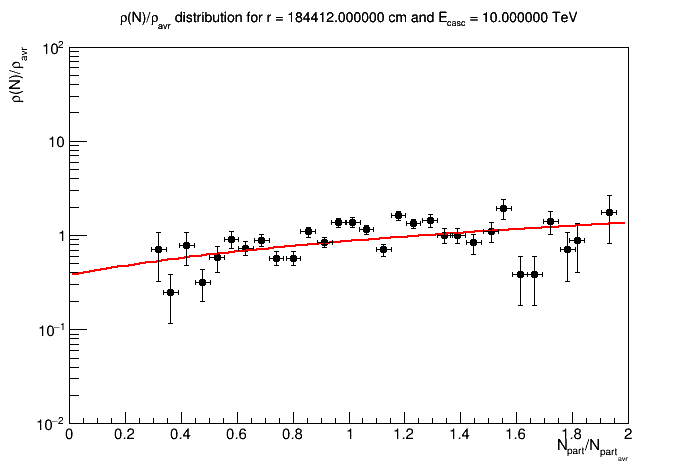 ρ(N)/ρavr distribution for r = 184412.000000 cm and Ecasc = 10.000000 TeV
ρ(N)/ρavr
10²
10
1
10⁻¹
10⁻²
0 0.2 0.4 0.6 0.8 1 1.2 1.4 1.6 1.8 2
Npart/Npartavr